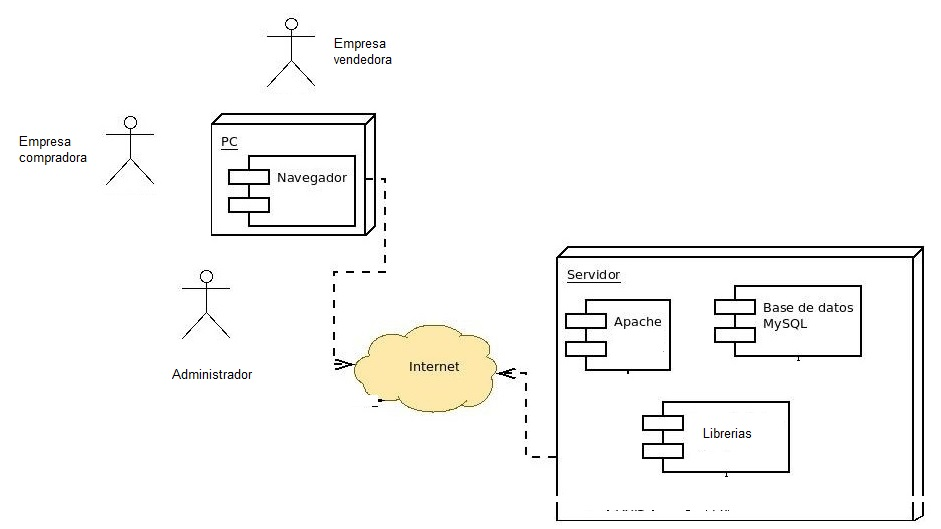 Empresa
vendedora
Empresa
compradora
PC
Navegador
Administrador
Internet
Servidor
Apache
Base de datos
MySQL
Librerias